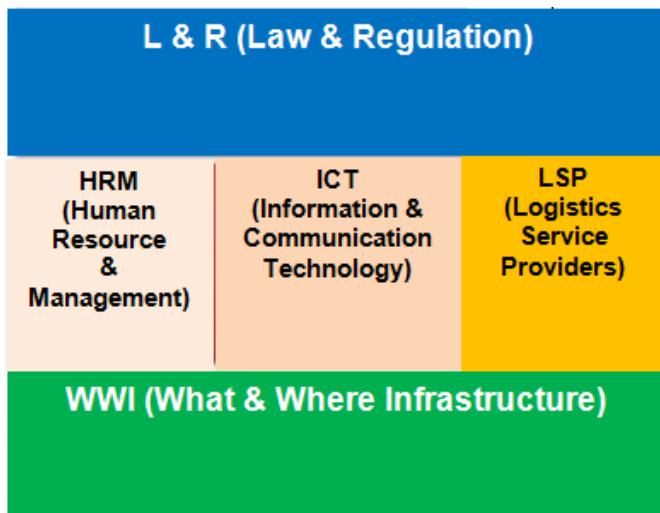 L & R (Law & Regulation)
HRM
(Human
Resource
&
Management)
ICT
(Information &
Communication
Technology)
LSP
(Logistics
Service
Providers)
WWI (What & Where Infrastructure)